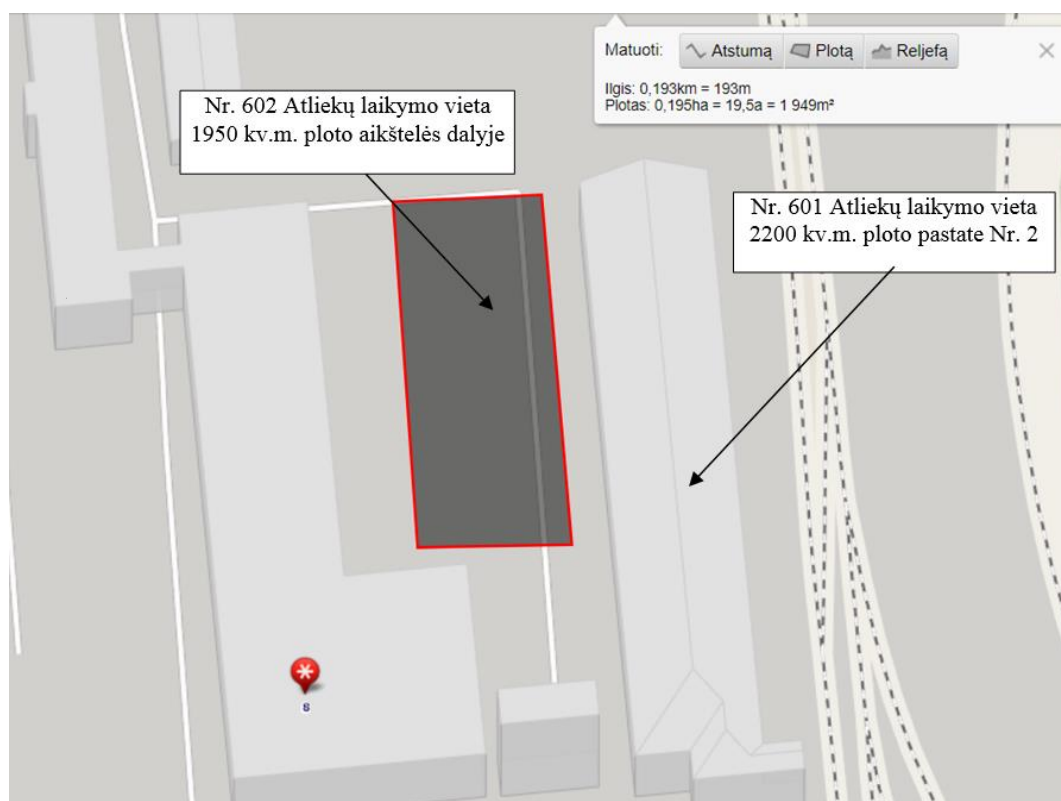 Matuoti: Atstumą Plotą Reljefą
Ilgis: 0,193km = 193m
Plotas: 0,195ha = 19,5a = 1 949m²
Nr. 602 Atliekų laikymo vieta
1950 kv.m. ploto aikštelės dalyje
Nr. 601 Atliekų laikymo vieta
2200 kv.m. ploto pastate Nr. 2